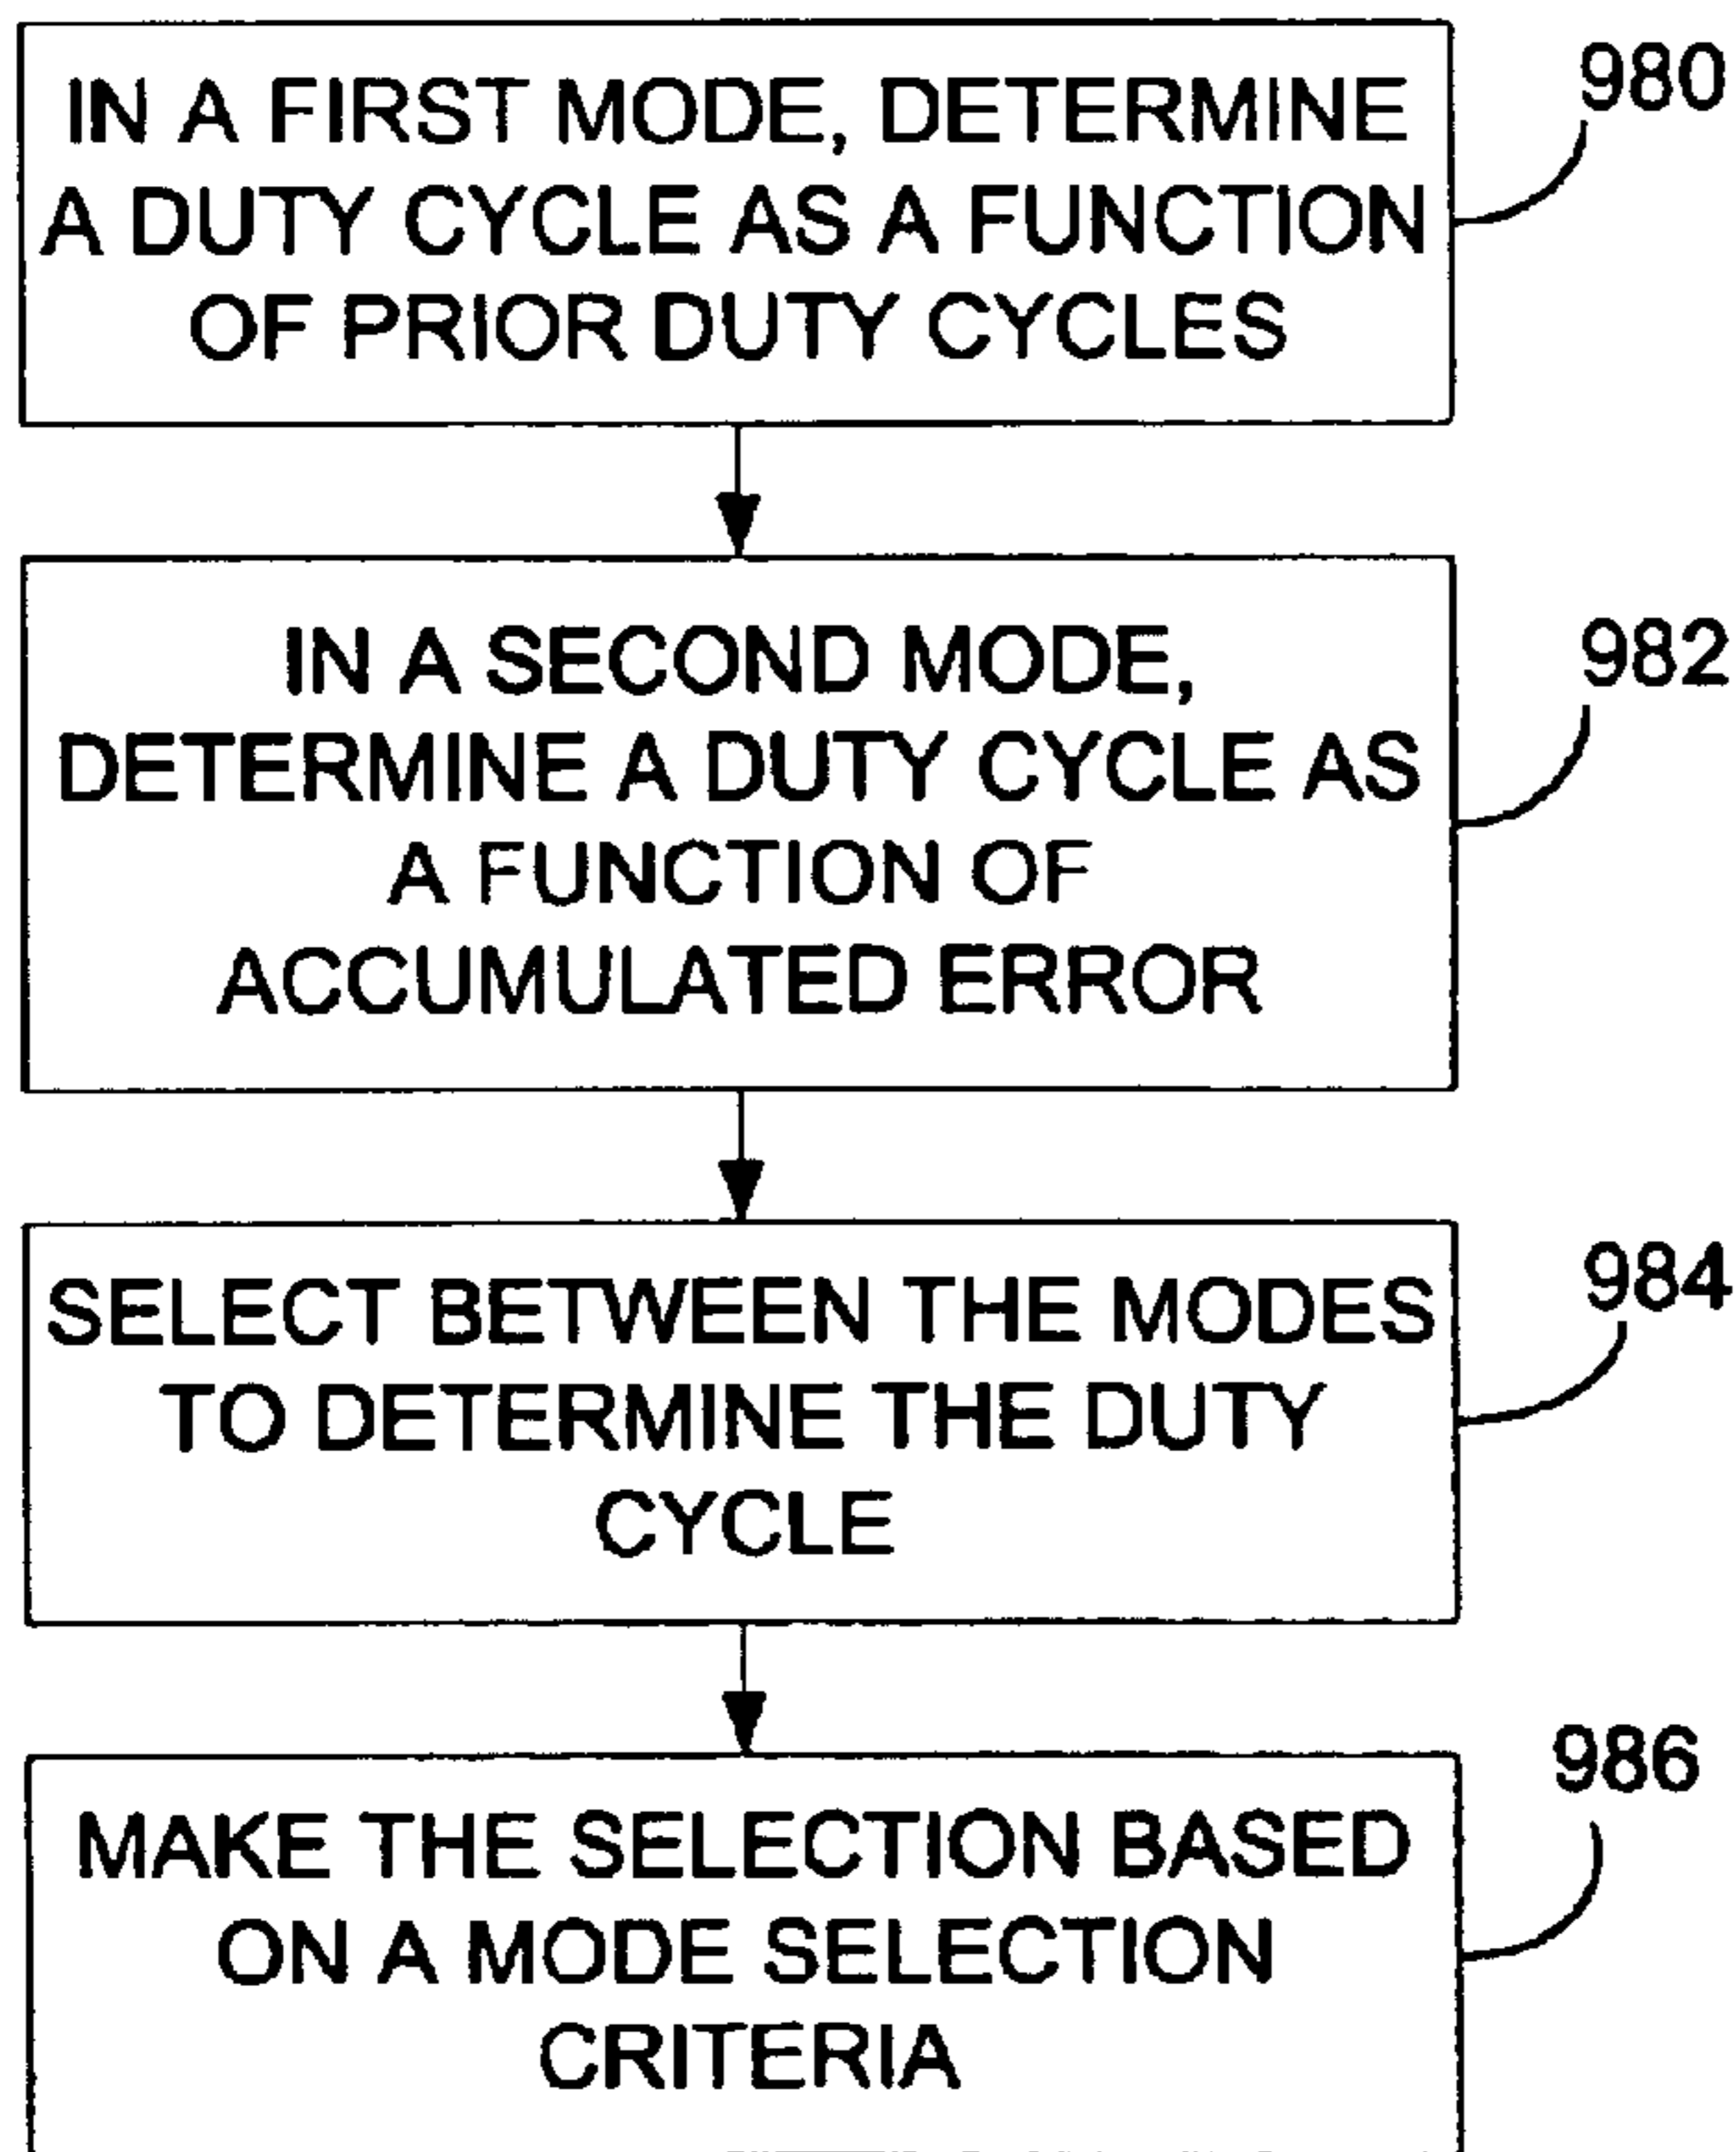 IN A FIRST MODE, DETERMINE
A DUTY CYCLE AS A FUNCTION
OF PRIOR DUTY CYCLES
980
IN A SECOND MODE,
DETERMINE A DUTY CYCLE AS
A FUNCTION OF
ACCUMULATED ERROR
982
SELECT BETWEEN THE MODES
TO DETERMINE THE DUTY
CYCLE
984
MAKE THE SELECTION BASED
ON A MODE SELECTION
CRITERIA
986